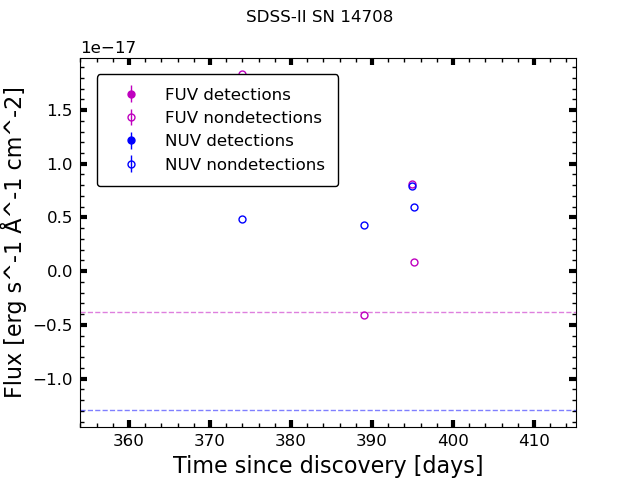 SDSS-II SN 14708
1e−17
FUV detections
FUV nondetections
NUV detections
NUV nondetections
1.5
1.0
0.5
0.0
−0.5
−1.0
Flux [erg s^-1 Å^-1 cm^-2]
360 370 380 390 400 410
Time since discovery [days]